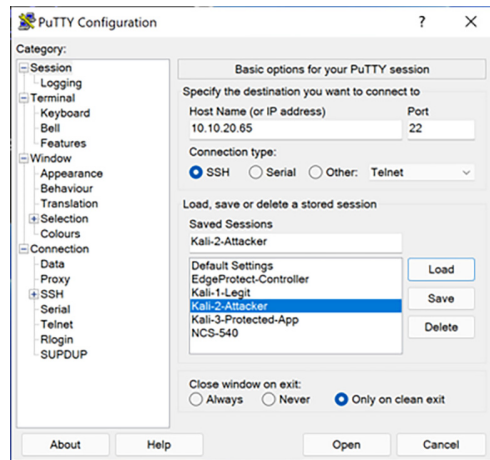 PuTTY Configuration
? ×
Category:
Session
Logging
Terminal
Keyboard
Bell
Features
Window
Appearance
Behaviour
Translation
Selection
Colours
Connection
Data
Proxy
SSH
Serial
Telnet
Rlogin
SUPDUP
Basic options for your PuTTY session
Specify the destination you want to connect to
Host Name (or IP address) Port
10.10.20.65 22
Connection type:
SSH Serial Other: Telnet
Load, save or delete a stored session
Saved Sessions
Kali-2-Attacker
Default Settings
EdgeProtect-Controller
Kali-1-Legit
Kali-2-Attacker
Kali-3-Protected-App
NCS-540
Load
Save
Delete
Close window on exit:
Always Never Only on clean exit
About Help Open Cancel